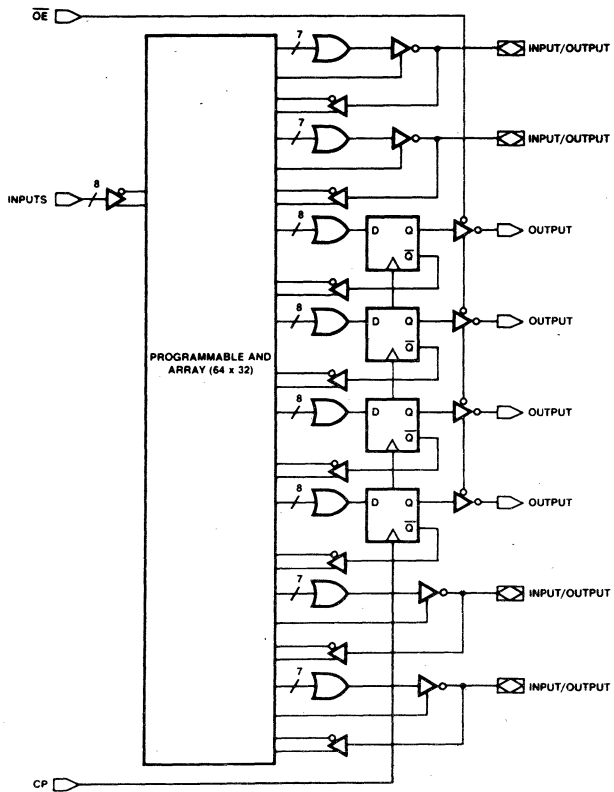 OE
7
INPUT/OUTPUT
7
INPUT/OUTPUT
8
INPUTS
8
D Q
OUTPUT
Q
8
D Q
OUTPUT
Q
PROGRAMMABLE AND
ARRAY (64 x 32)
8
D Q
OUTPUT
Q
8
D Q
OUTPUT
Q
7
INPUT/OUTPUT
7
INPUT/OUTPUT
CP